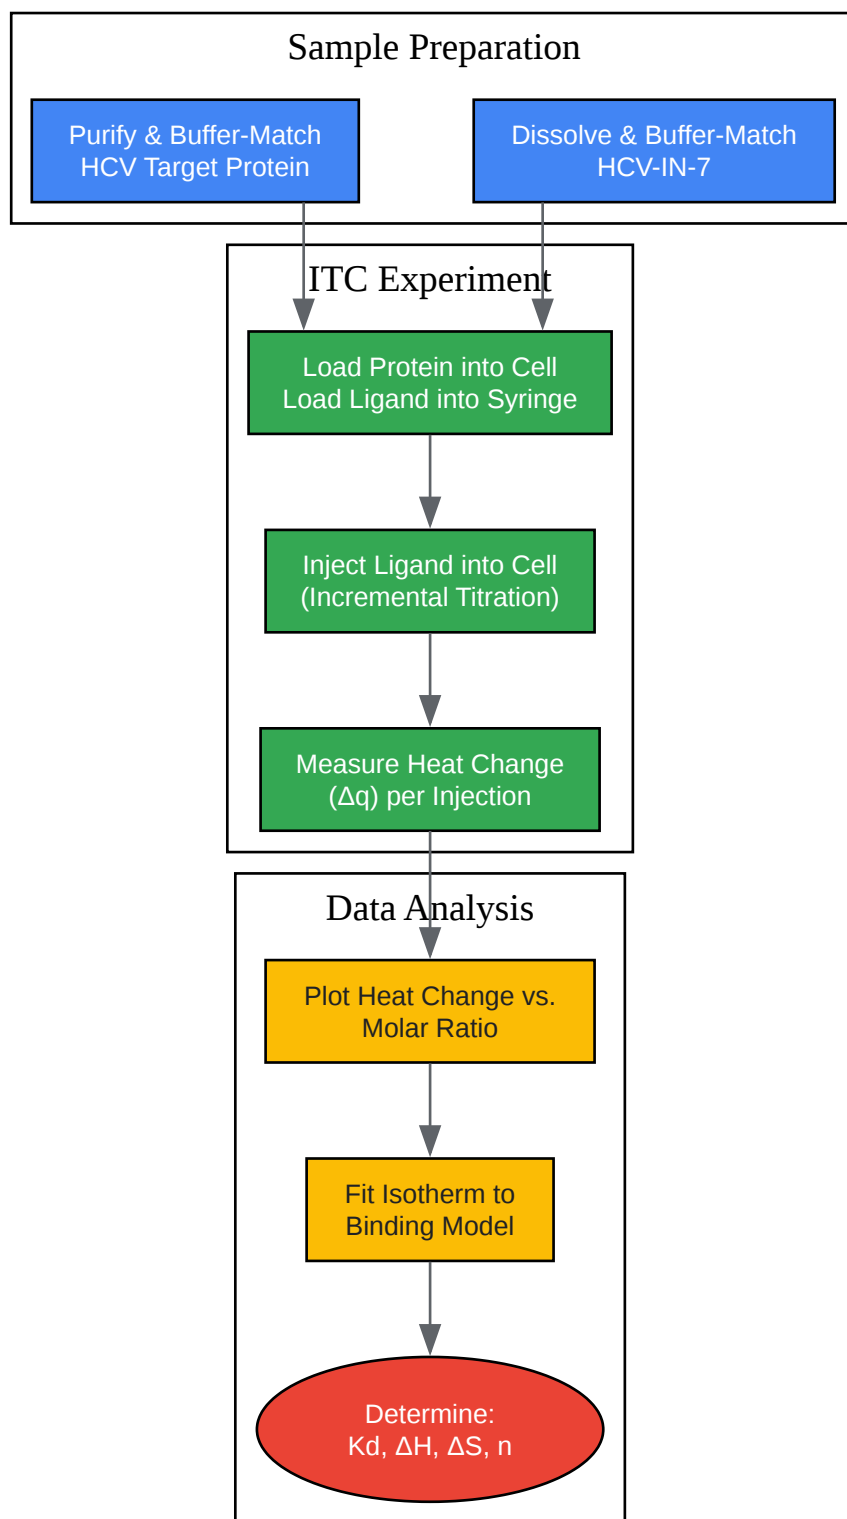 Sample Preparation
Purify & Buffer-Match
HCV Target Protein
Dissolve & Buffer-Match
HCV-IN-7
ITC Experiment
Load Protein into Cell
Load Ligand into Syringe
Inject Ligand into Cell
(Incremental Titration)
Measure Heat Change
(Δq) per Injection
Data Analysis
Plot Heat Change vs.
Molar Ratio
Fit Isotherm to
Binding Model
Determine:
Kd, ΔH, ΔS, n